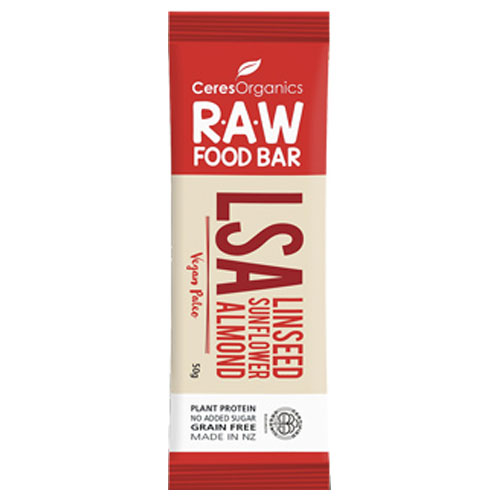 CeresOrganics
R·A·W
FOOD BAR
LSA
LINSEED
SUNFLOWER
ALMOND
Vegan Paleo
50g
PLANT PROTEIN
NO ADDED SUGAR
GRAIN FREE
MADE IN NZ